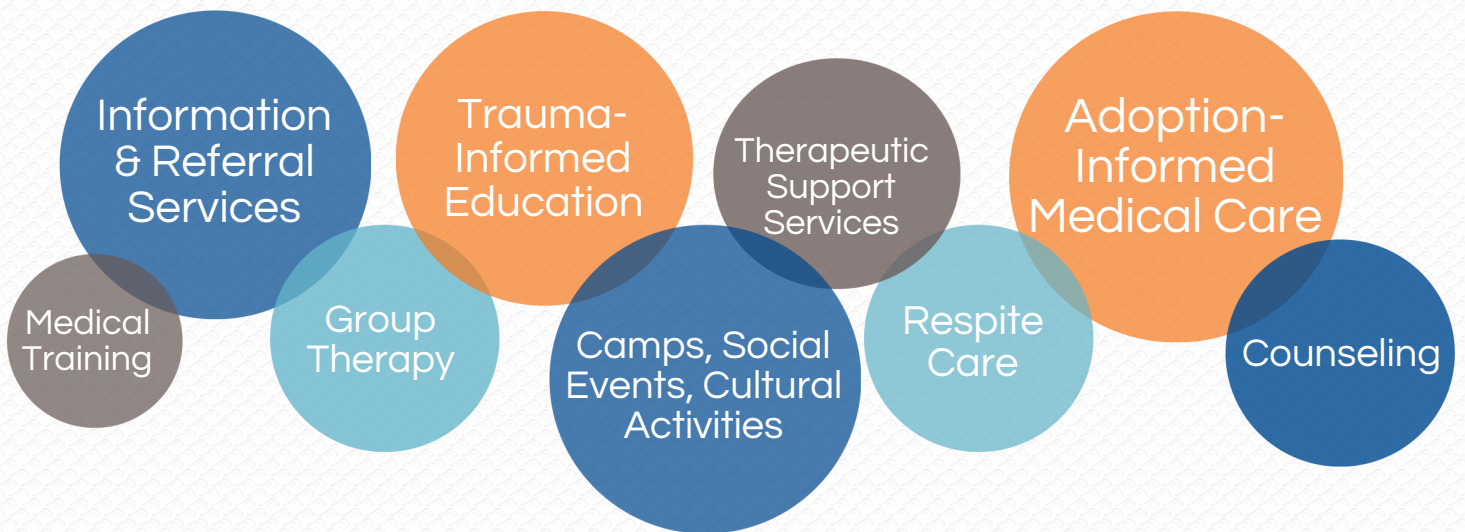 Information
& Referral
Services
Trauma-
Informed
Education
Therapeutic
Support
Services
Adoption-
Informed
Medical Care
Medical
Training
Group
Therapy
Camps, Social
Events, Cultural
Activities
Respite
Care
Counseling